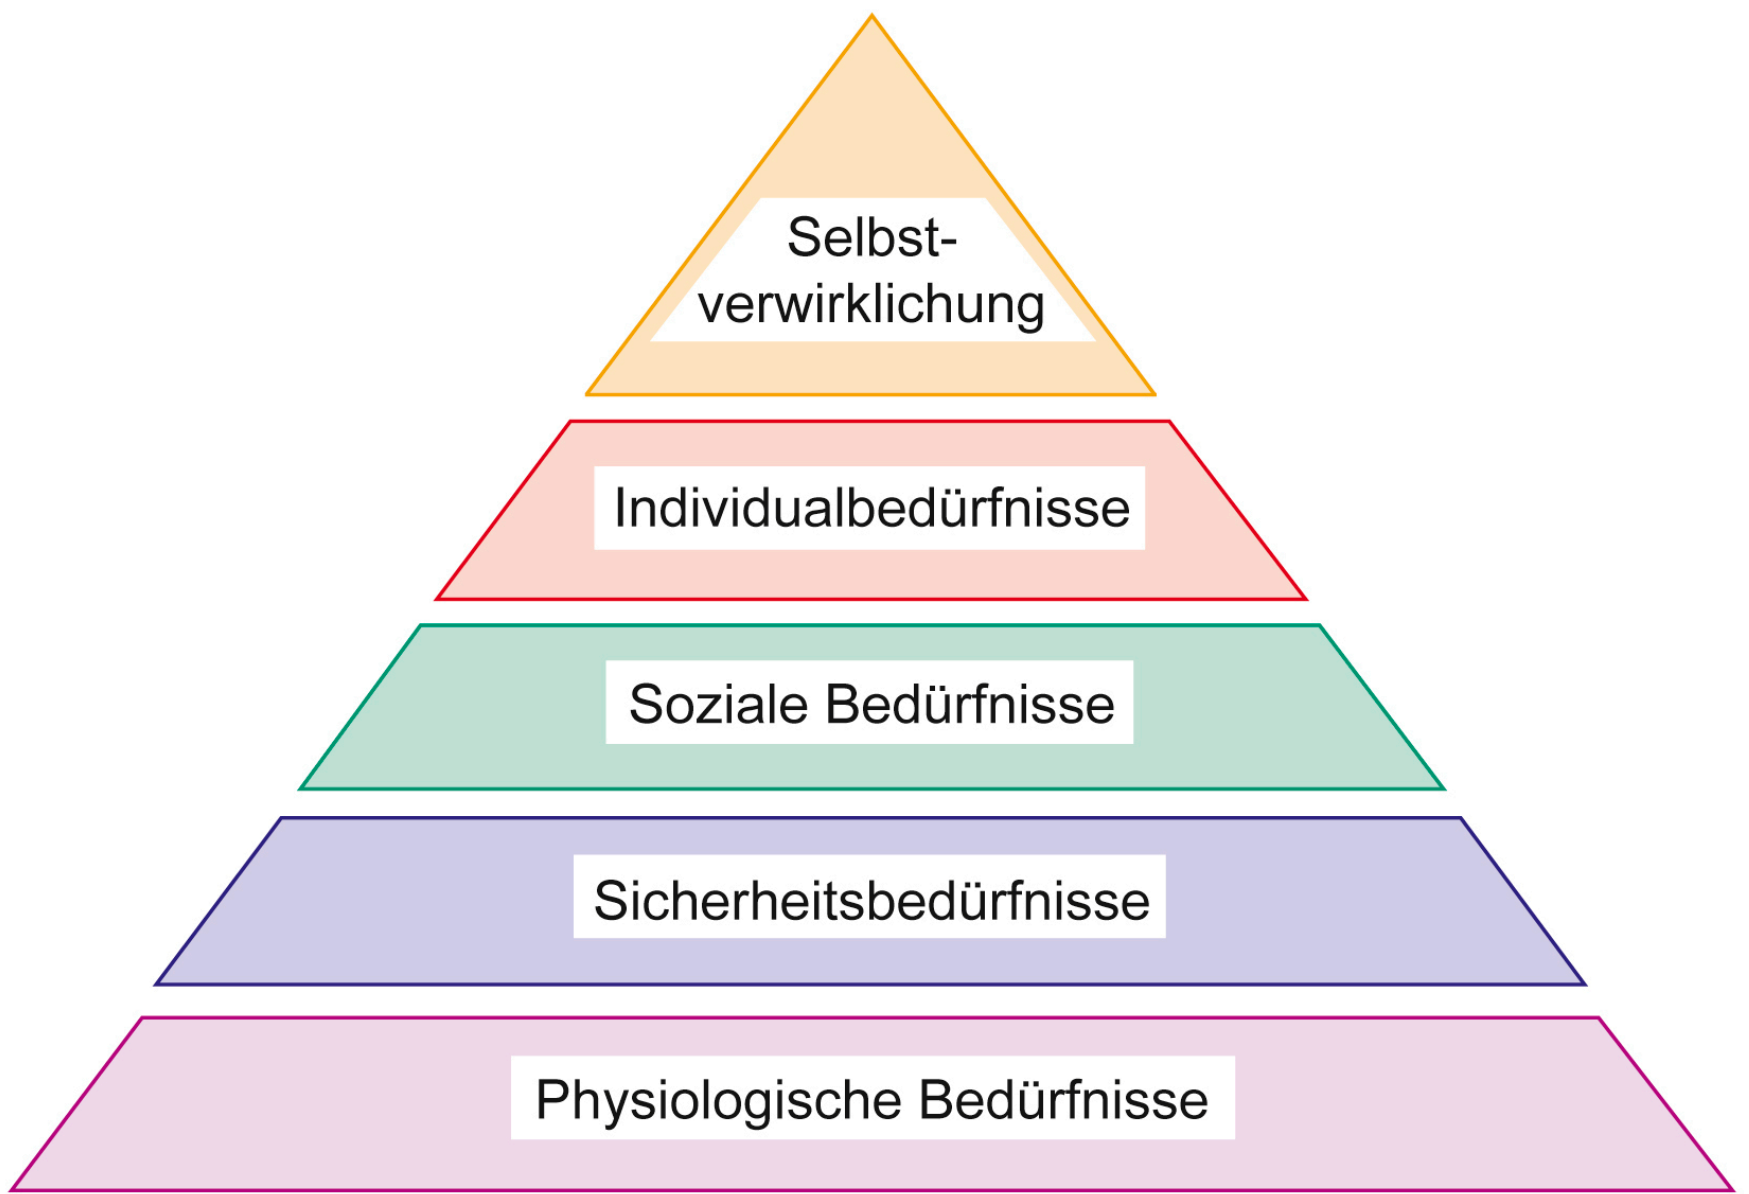 Selbst-
verwirklichung
Individualbedürfnisse
Soziale Bedürfnisse
Sicherheitsbedürfnisse
Physiologische Bedürfnisse